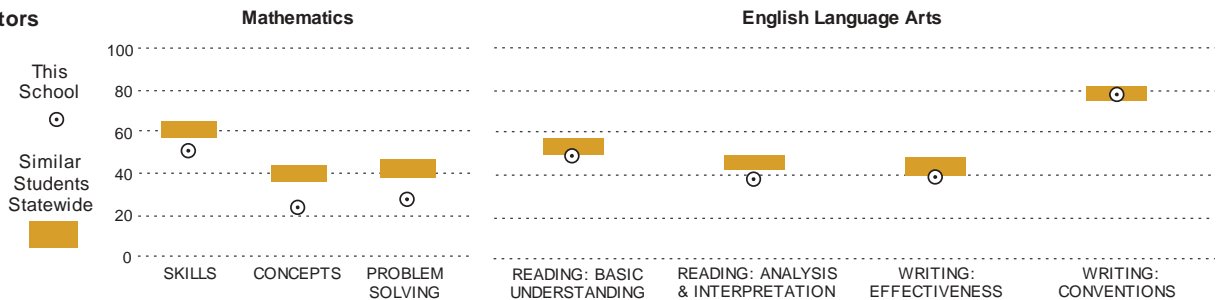 tors
Mathematics
English Language Arts
This
School
Similar
Students
Statewide
100
80
60
40
20
0
SKILLS
CONCEPTS
PROBLEM
SOLVING
READING: BASIC
UNDERSTANDING
READING: ANALYSIS
& INTERPRETATION
WRITING:
EFFECTIVENESS
WRITING:
CONVENTIONS